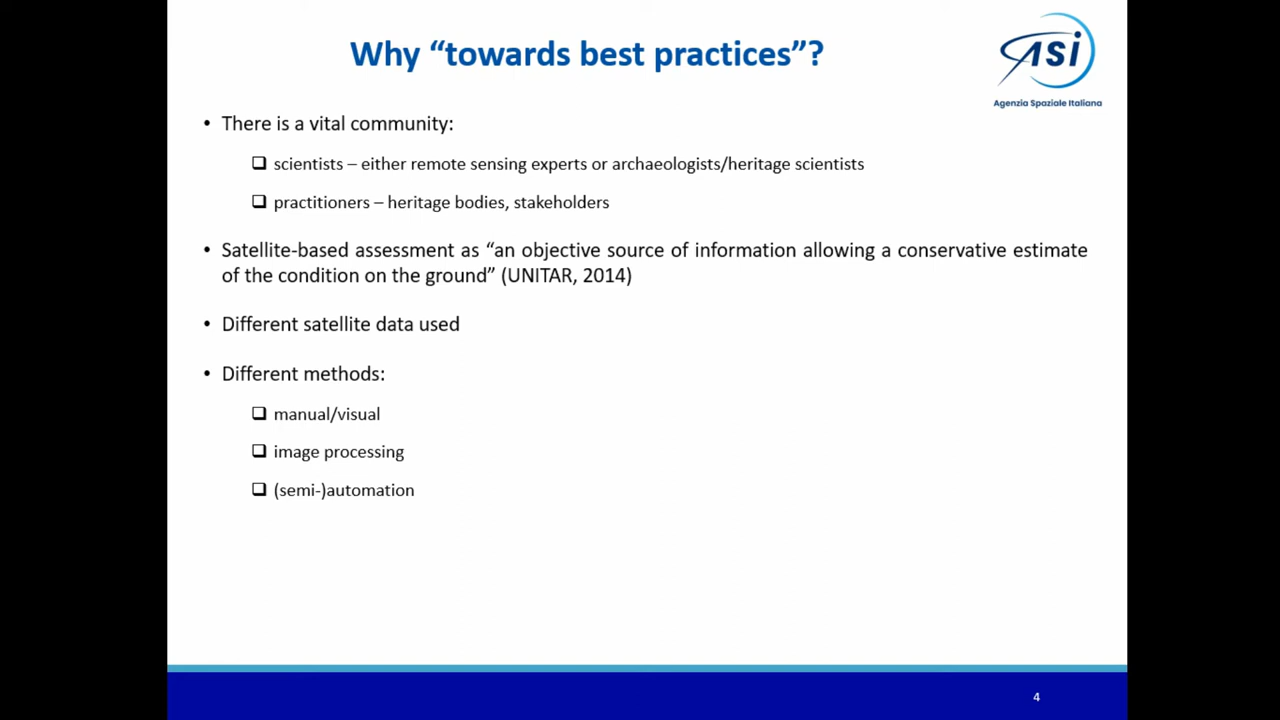 Why “towards best practices”?
ASI
Agenzia Spaziale Italiana
• There is a vital community:
❑ scientists – either remote sensing experts or archaeologists/heritage scientists
❑ practitioners – heritage bodies, stakeholders
• Satellite-based assessment as “an objective source of information allowing a conservative estimate
of the condition on the ground” (UNITAR, 2014)
• Different satellite data used
• Different methods:
❑ manual/visual
❑ image processing
❑ (semi-)automation
4